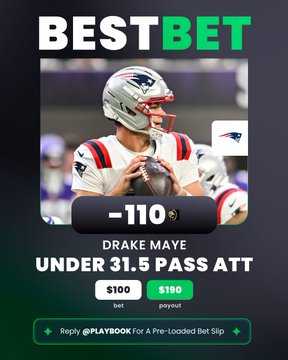 BESTBET
-110
DRAKE MAYE
UNDER 31.5 PASS ATT
$100 $190
bet payout
Reply @PLAYBOOK For A Pre-Loaded Bet Slip